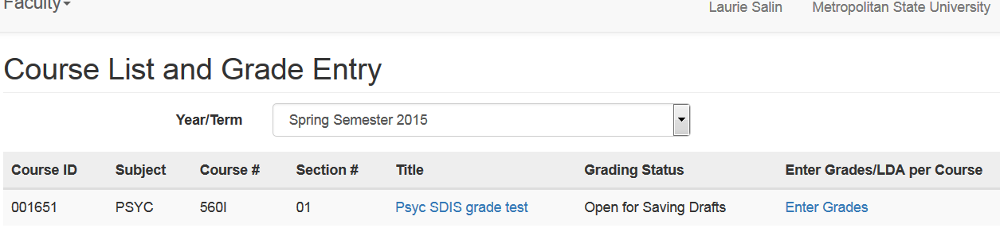 Faculty Laurie Salin Metropolitan State University
Course List and Grade Entry
Year/Term Spring Semester 2015
Course ID Subject Course # Section # Title Grading Status Enter Grades/LDA per Course
001651 PSYC 560I 01 Psyc SDIS grade test Open for Saving Drafts Enter Grades